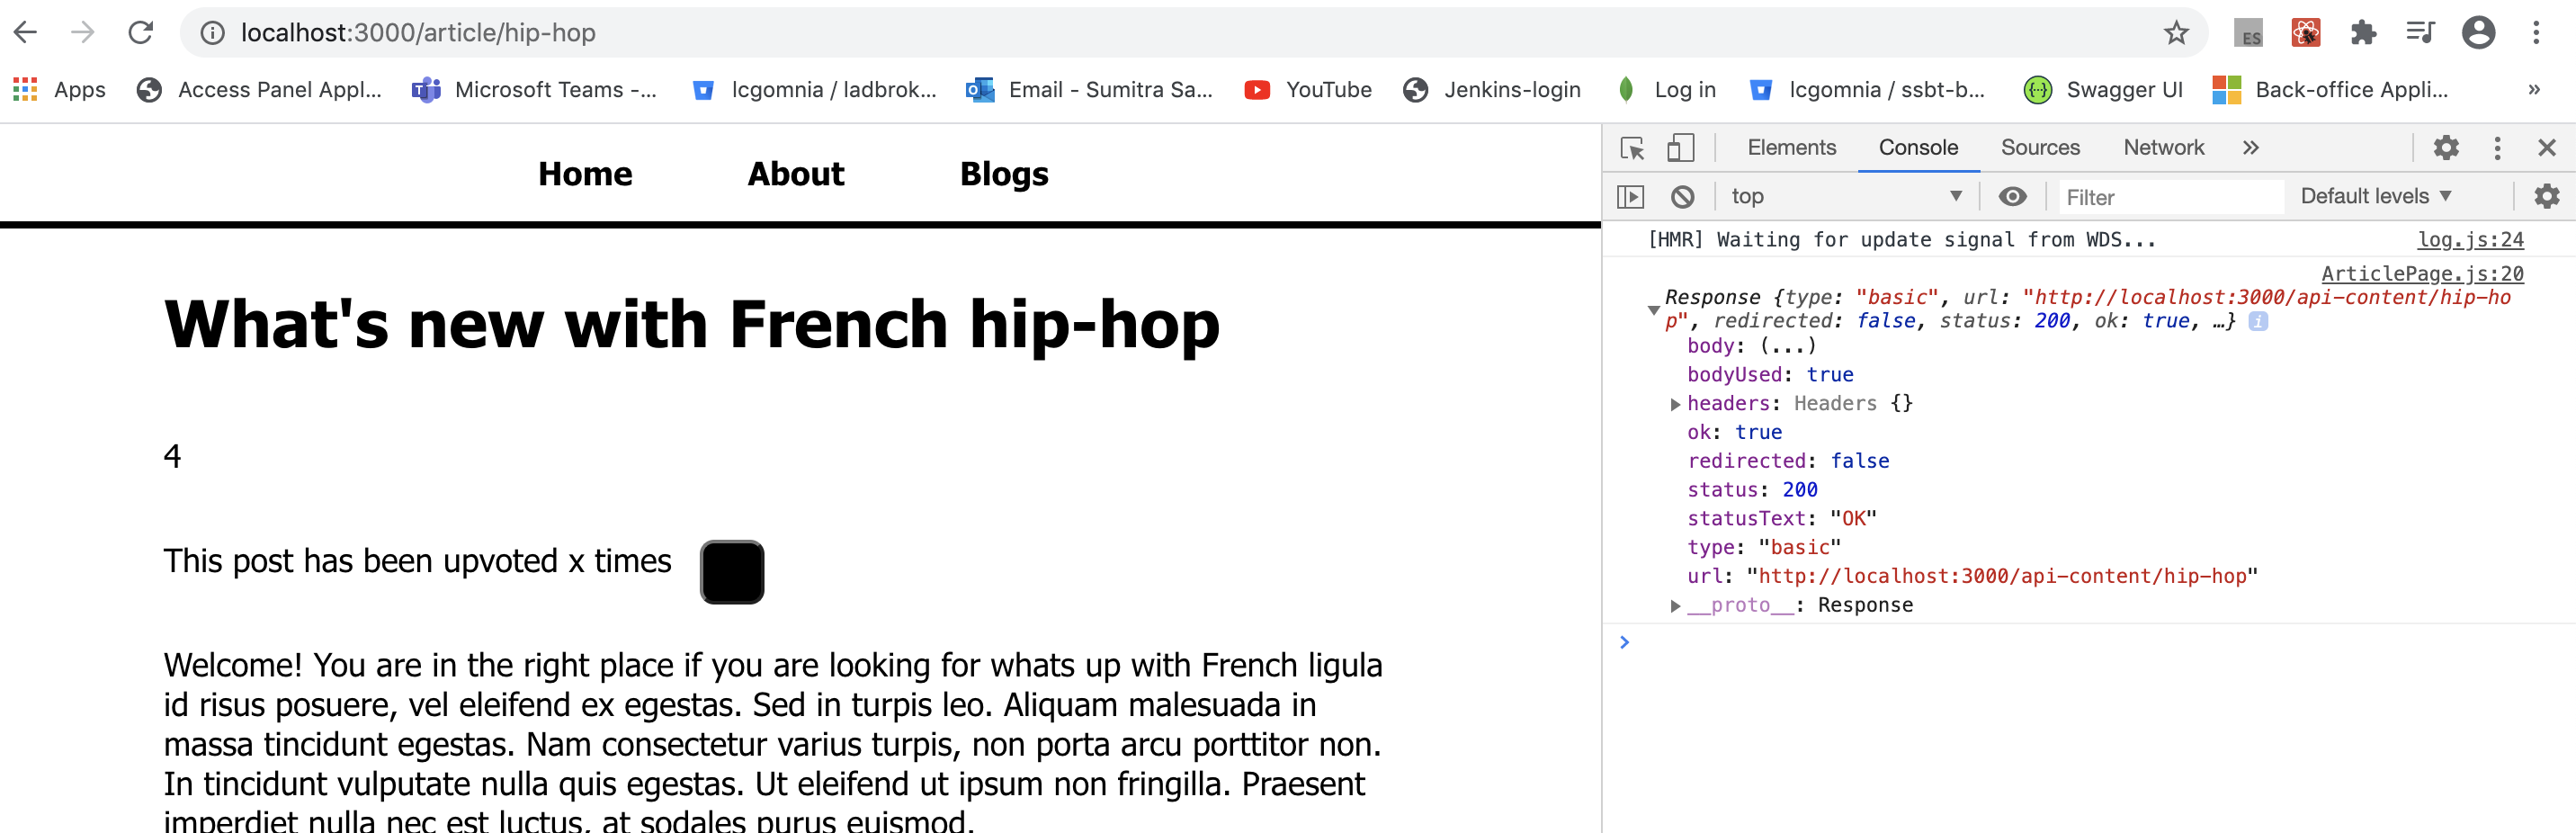 localhost:3000/article/hip-hop
ES
Apps
Access Panel Appl...
Microsoft Teams -...
lcgomnia / ladbrok...
Email - Sumitra Sa...
YouTube
Jenkins-login
Log in
lcgomnia / ssbt-b...
Swagger UI
Back-office Appli...
»
Home About Blogs
What's new with French hip-hop
4
This post has been upvoted x times
Welcome! You are in the right place if you are looking for whats up with French ligula
id risus posuere, vel eleifend ex egestas. Sed in turpis leo. Aliquam malesuada in
massa tincidunt egestas. Nam consectetur varius turpis, non porta arcu porttitor non.
In tincidunt vulputate nulla quis egestas. Ut eleifend ut ipsum non fringilla. Praesent
imperdiet nulla nec est luctus, at sodales purus euismod.
Elements Console Sources Network »
top Filter Default levels ▼
[HMR] Waiting for update signal from WDS... log.js:24
ArticlePage.js:20
Response {type: "basic", url: "http://localhost:3000/api-content/hip-ho
p", redirected: false, status: 200, ok: true, …} i
body: (...)
bodyUsed: true
headers: Headers {}
ok: true
redirected: false
status: 200
statusText: "OK"
type: "basic"
url: "http://localhost:3000/api-content/hip-hop"
__proto__: Response